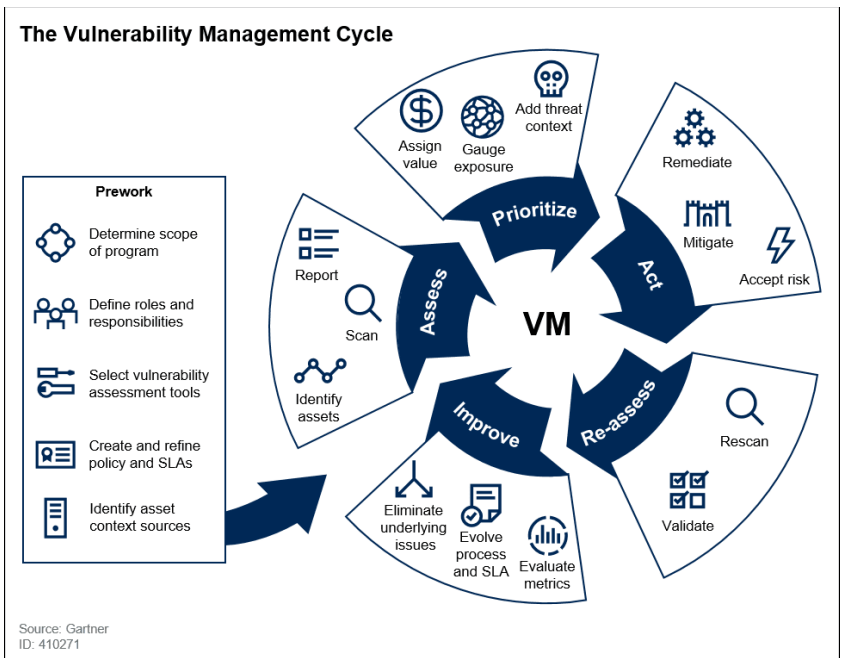 The Vulnerability Management Cycle
Prework
Determine scope
of program
Define roles and
responsibilities
Select vulnerability
assessment tools
Create and refine
policy and SLAs
Identify asset
context sources
Assess
Identify
assets
Scan
Report
Prioritize
Assign
value
Gauge
exposure
Add threat
context
Act
Remediate
Mitigate
Accept risk
Re-assess
Rescan
Validate
Improve
Evaluate
metrics
Evolve
process
and SLA
Eliminate
underlying
issues
VM
Source: Gartner
ID: 410271